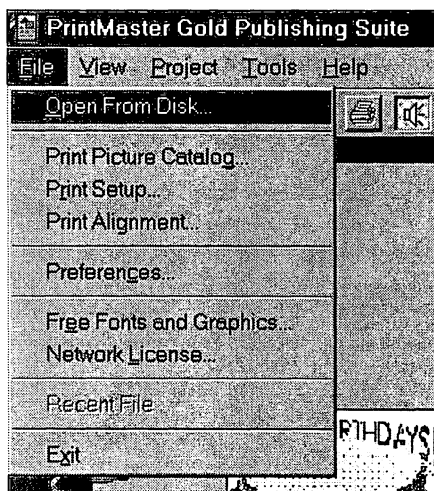 PrintMaster Gold Publishing Suite
File View Project Tools Help
Open From Disk...
Print Picture Catalog...
Print Setup...
Print Alignment...
Preferences...
Free Fonts and Graphics...
Network License...
Recent File
Exit
RTHDAYS